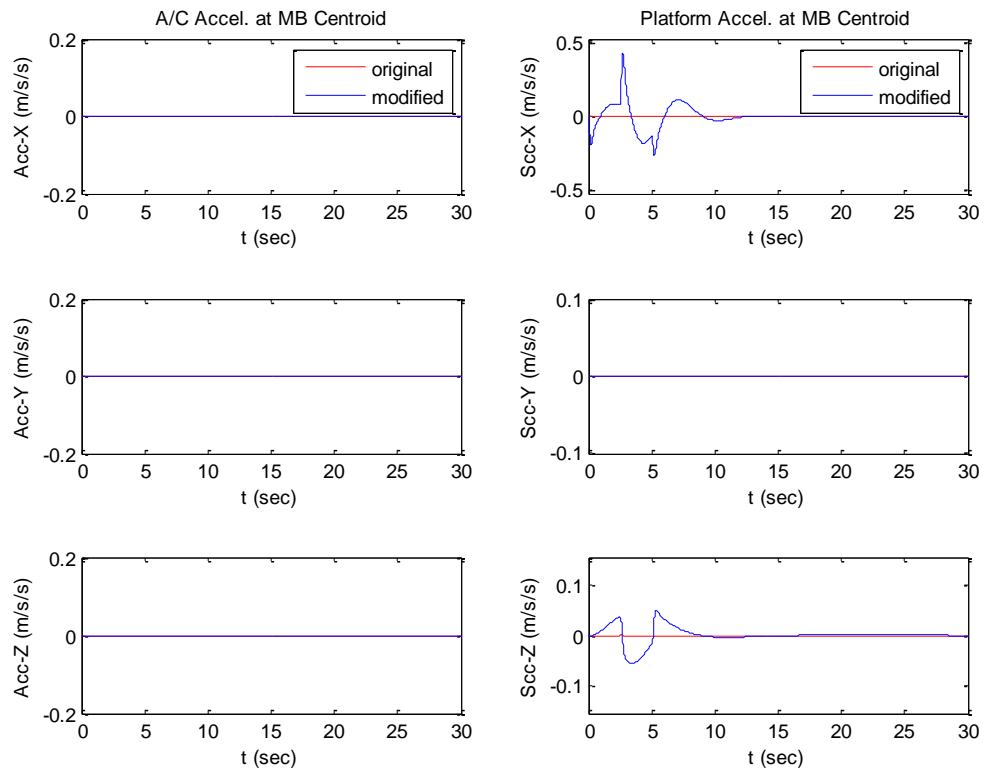 A/C Accel. at MB Centroid
0.2
0
-0.2
Acc-X (m/s/s)
original
modified
0 5 10 15 20 25 30
t (sec)
Platform Accel. at MB Centroid
0.5
0
-0.5
Scc-X (m/s/s)
original
modified
0 5 10 15 20 25 30
t (sec)
0.2
0
-0.2
Acc-Y (m/s/s)
0 5 10 15 20 25 30
t (sec)
0.1
0
-0.1
Scc-Y (m/s/s)
0 5 10 15 20 25 30
t (sec)
0.2
0
-0.2
Acc-Z (m/s/s)
0 5 10 15 20 25 30
t (sec)
0.1
0
-0.1
Scc-Z (m/s/s)
0 5 10 15 20 25 30
t (sec)